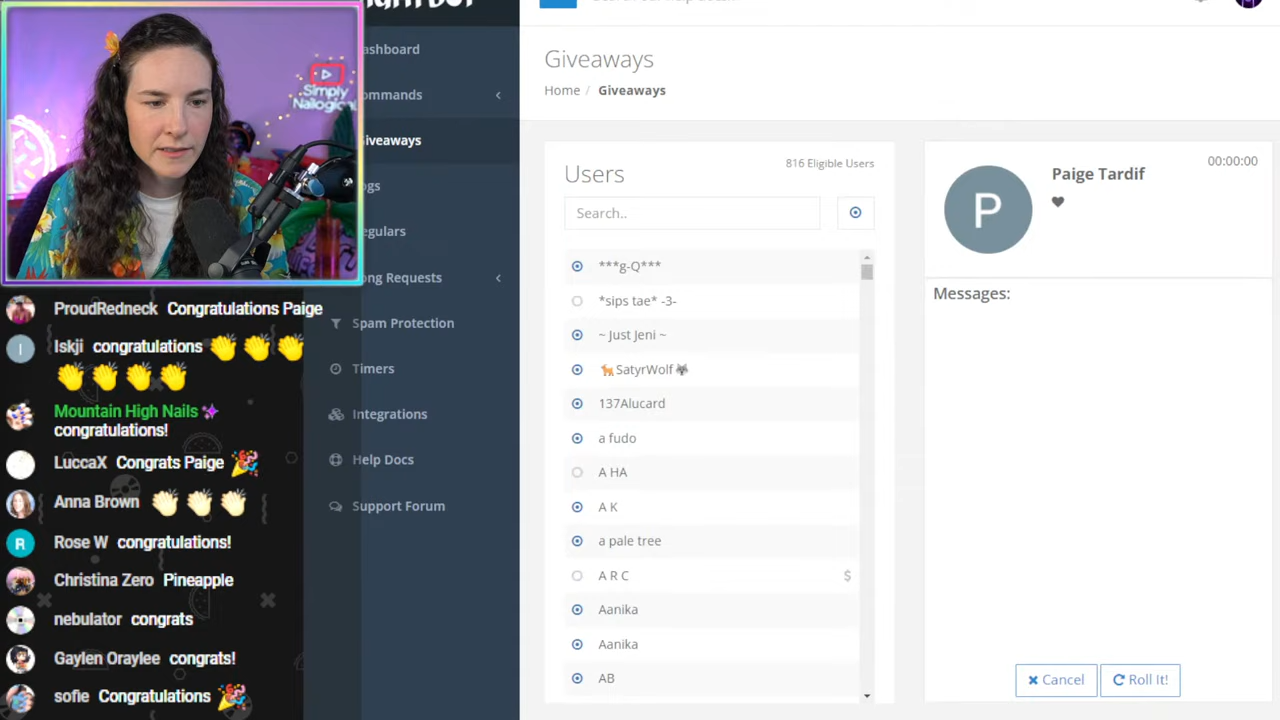 Simply
Nailogical
ProudRedneck Congratulations Paige
Iskji congratulations 👏👏👏
👏👏👏👏
Mountain High Nails
congratulations!
LuccaX Congrats Paige 🎉
Anna Brown 👏🏻👏🏻👏🏻
R
Rose W congratulations!
Christina Zero Pineapple
nebulator congrats
Gaylen Oraylee congrats!
sofie Congratulations 🎉
ashboard
ommands
iveaways
ogs
egulars
ong Requests
Spam Protection
Timers
Integrations
Help Docs
Support Forum
Giveaways
Home / Giveaways
Users
816 Eligible Users
Search..
***g-Q***
*sips tae* -3-
~ Just Jeni ~
🐕SatyrWolf🐺
137Alucard
a fudo
A HA
A K
a pale tree
A R C $
Aanika
Aanika
AB
P
Paige Tardif
00:00:00
Messages:
Cancel
Roll It!